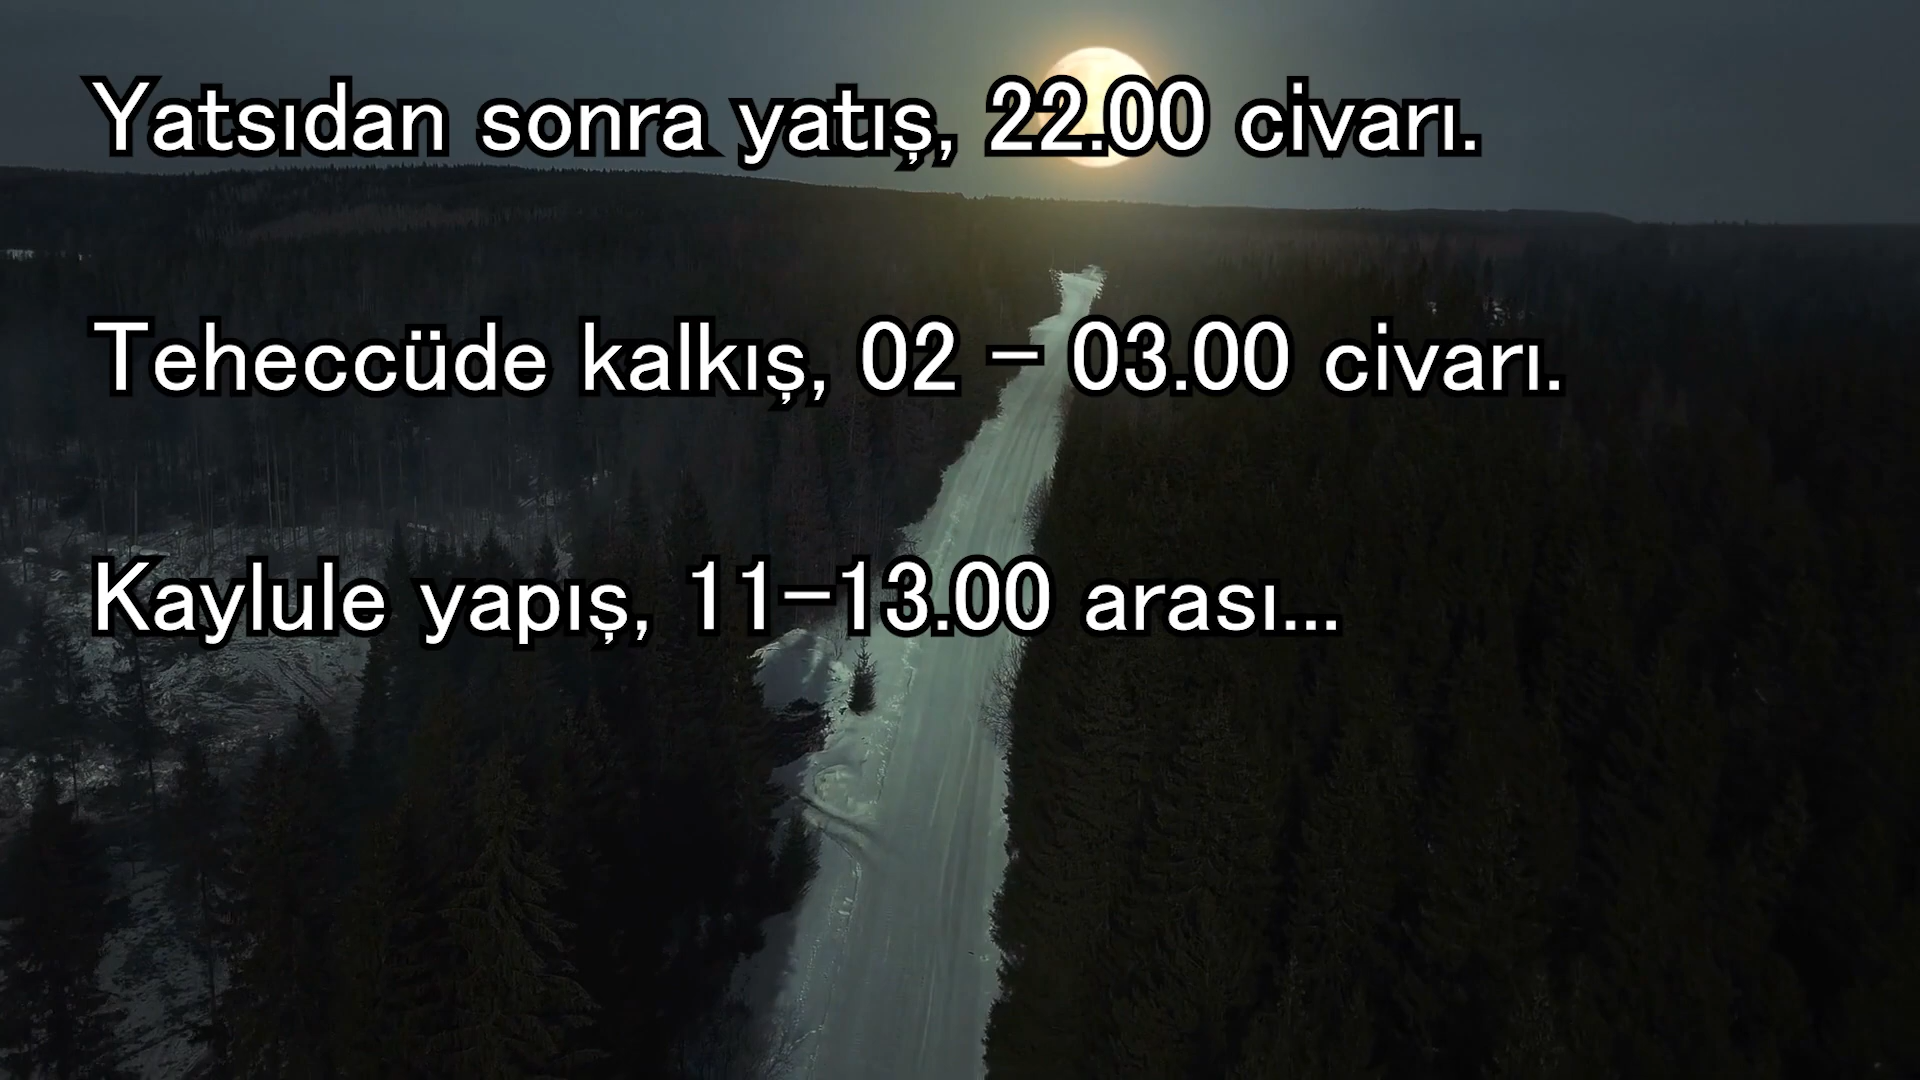 Yatsıdan sonra yatış, 22.00 civarı.
Teheccüde kalkış, 02 – 03.00 civarı.
Kaylule yapış, 11–13.00 arası...